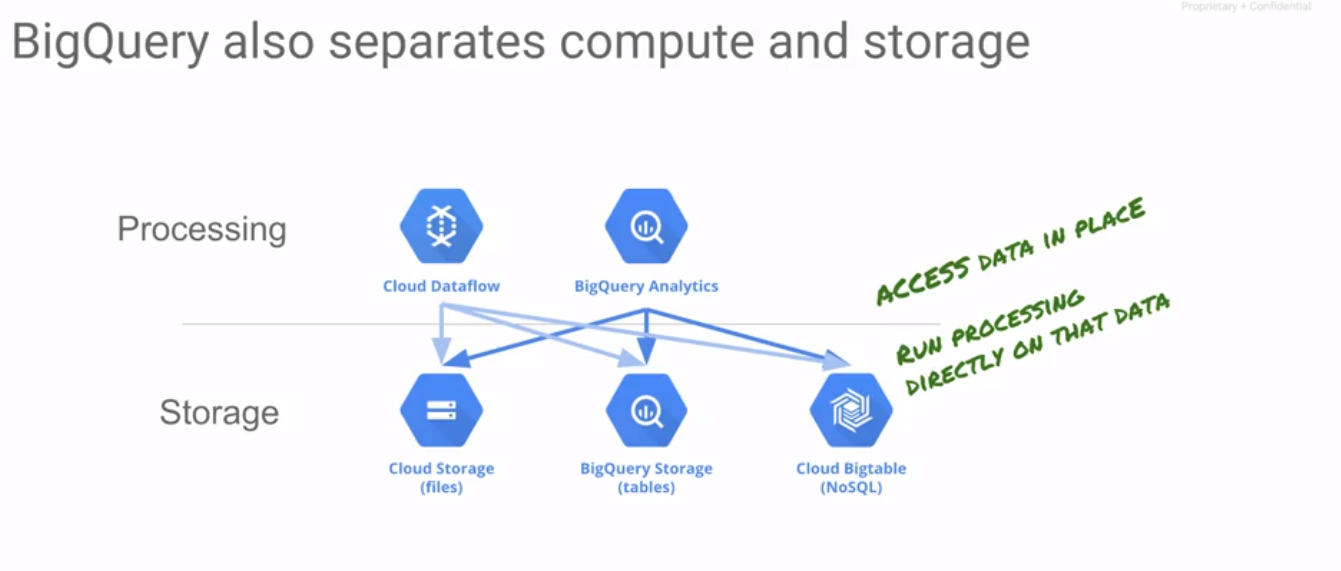 Proprietary + Confidential
BigQuery also separates compute and storage
Processing
Cloud Dataflow
BigQuery Analytics
ACCESS DATA IN PLACE
RUN PROCESSING
DIRECTLY ON THAT DATA
Storage
Cloud Storage
(files)
BigQuery Storage
(tables)
Cloud Bigtable
(NoSQL)